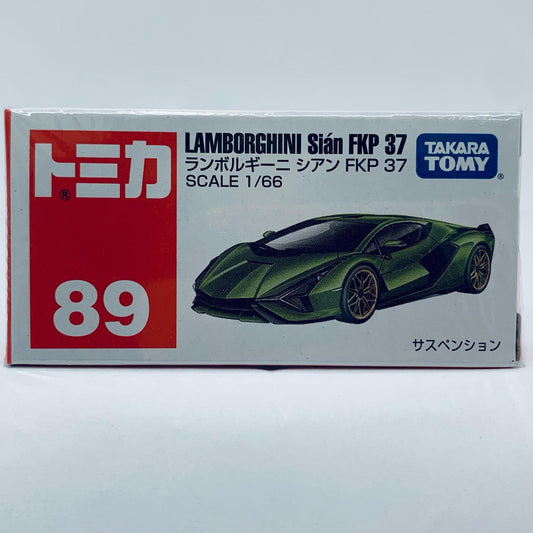 トミカ
®
89
LAMBORGHINI Sián FKP 37
ランボルギーニ シアン FKP 37
SCALE 1/66
TAKARA
TOMY
®
サスペンション